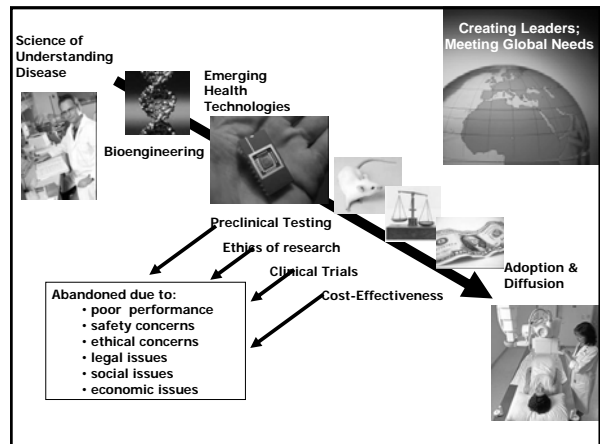 Science of
Understanding
Disease
Creating Leaders;
Meeting Global Needs
Emerging
Health
Technologies
Bioengineering
Preclinical Testing
Ethics of research
Clinical Trials
Cost-Effectiveness
Adoption &
Diffusion
Abandoned due to:
• poor performance
• safety concerns
• ethical concerns
• legal issues
• social issues
• economic issues